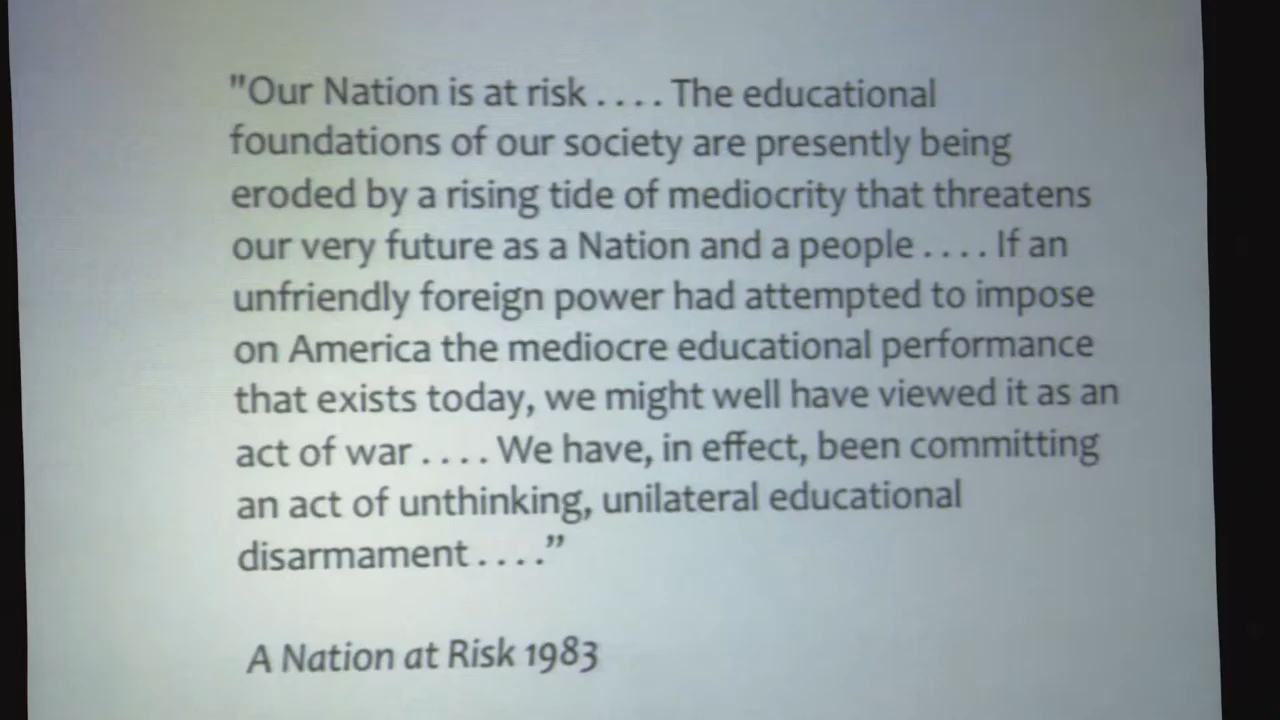 "Our Nation is at risk . . . . The educational
foundations of our society are presently being
eroded by a rising tide of mediocrity that threatens
our very future as a Nation and a people . . . . If an
unfriendly foreign power had attempted to impose
on America the mediocre educational performance
that exists today, we might well have viewed it as an
act of war . . . . We have, in effect, been committing
an act of unthinking, unilateral educational
disarmament . . . .”
A Nation at Risk 1983